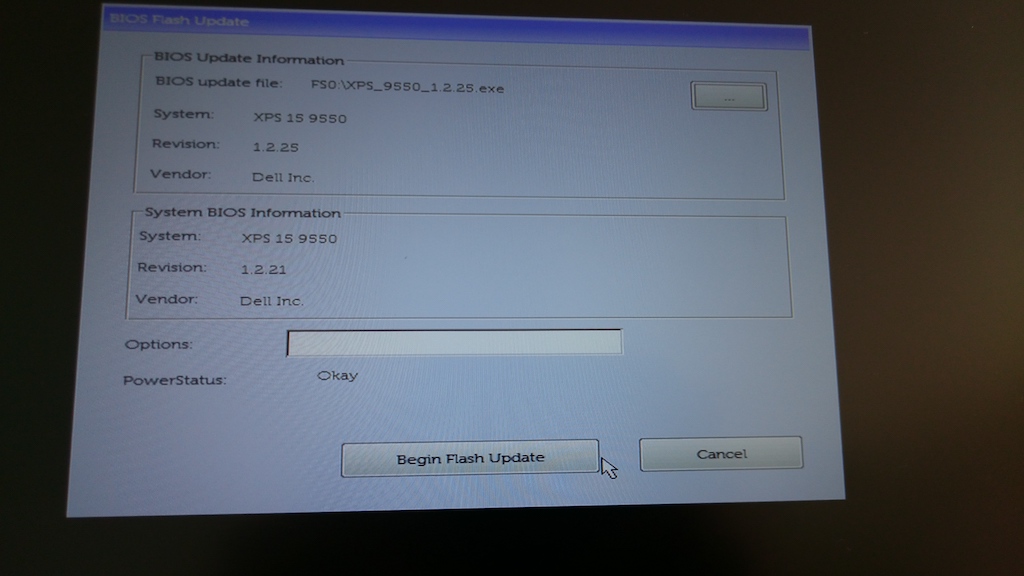 BIOS Flash Update
BIOS Update Information
BIOS update file: FS0:\XPS_9550_1.2.25.exe
...
System: XPS 15 9550
Revision: 1.2.25
Vendor: Dell Inc.
System BIOS Information
System: XPS 15 9550
Revision: 1.2.21
Vendor: Dell Inc.
Options:
PowerStatus: Okay
Begin Flash Update Cancel